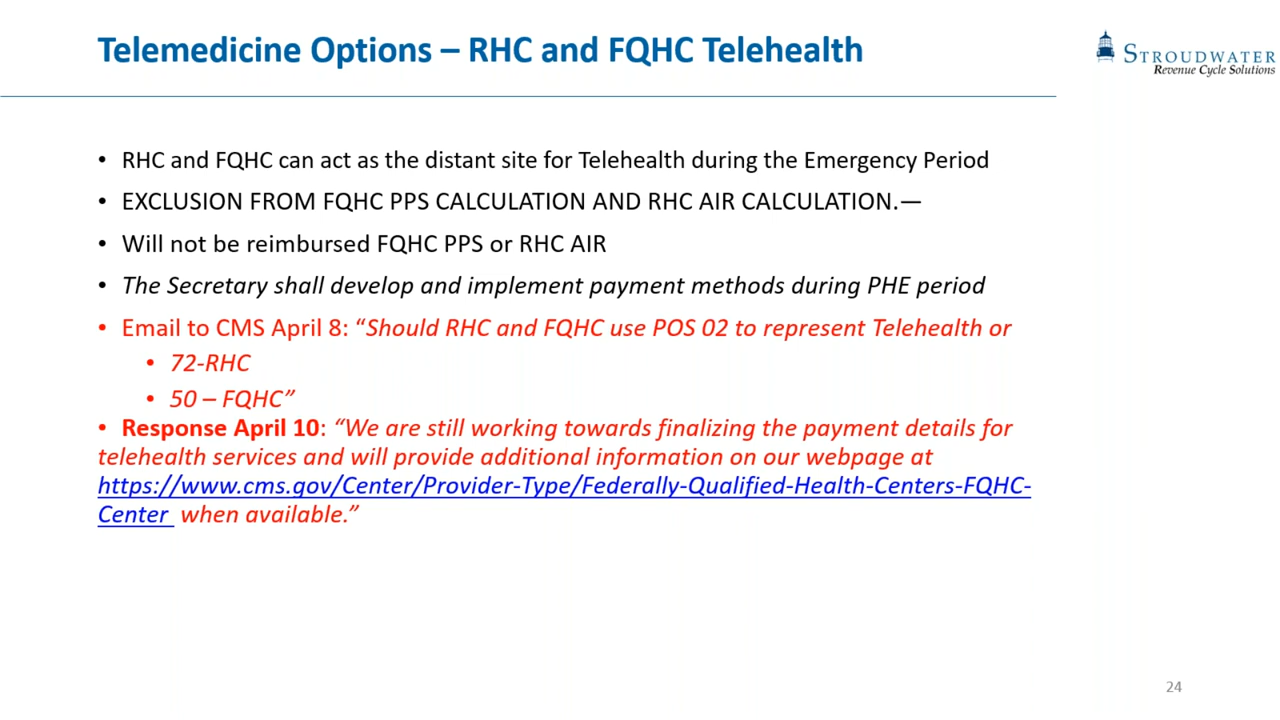 Telemedicine Options – RHC and FQHC Telehealth
STROUDWATER
Revenue Cycle Solutions
• RHC and FQHC can act as the distant site for Telehealth during the Emergency Period
• EXCLUSION FROM FQHC PPS CALCULATION AND RHC AIR CALCULATION.—
• Will not be reimbursed FQHC PPS or RHC AIR
• The Secretary shall develop and implement payment methods during PHE period
• Email to CMS April 8: “Should RHC and FQHC use POS 02 to represent Telehealth or
• 72-RHC
• 50 – FQHC”
• Response April 10: “We are still working towards finalizing the payment details for
telehealth services and will provide additional information on our webpage at
https://www.cms.gov/Center/Provider-Type/Federally-Qualified-Health-Centers-FQHC-
Center when available.”
24